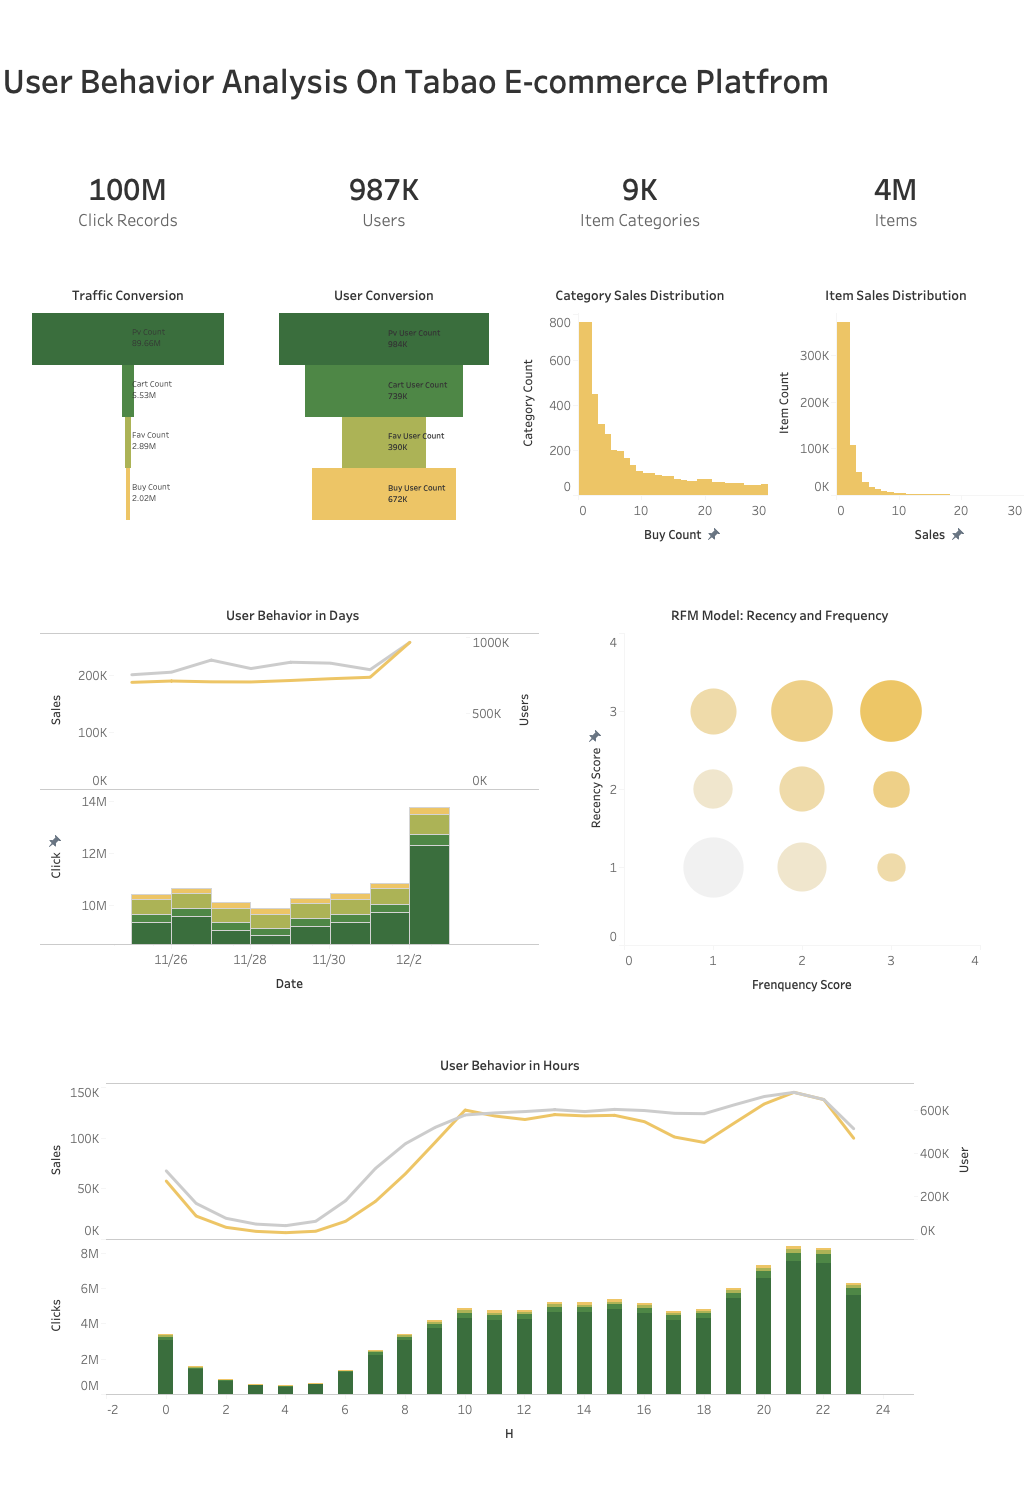 User Behavior Analysis On Tabao E-commerce Platfrom
100M
Click Records
987K
Users
9K
Item Categories
4M
Items
Traffic Conversion
Pv Count
89.66M
Cart Count
5.53M
Fav Count
2.89M
Buy Count
2.02M
User Conversion
Pv User Count
984K
Cart User Count
739K
Fav User Count
390K
Buy User Count
672K
Category Sales Distribution
Category Count
800
600
400
200
0
0 10 20 30
Buy Count
Item Sales Distribution
Item Count
300K
200K
100K
0K
0 10 20 30
Sales
User Behavior in Days
Sales
200K
100K
0K
1000K
500K
0K
Users
Click
14M
12M
10M
11/26 11/28 11/30 12/2
Date
RFM Model: Recency and Frequency
Recency Score
4
3
2
1
0
0 1 2 3 4
Frenquency Score
User Behavior in Hours
Sales
150K
100K
50K
0K
600K
400K
200K
0K
User
Clicks
8M
6M
4M
2M
0M
-2 0 2 4 6 8 10 12 14 16 18 20 22 24
H